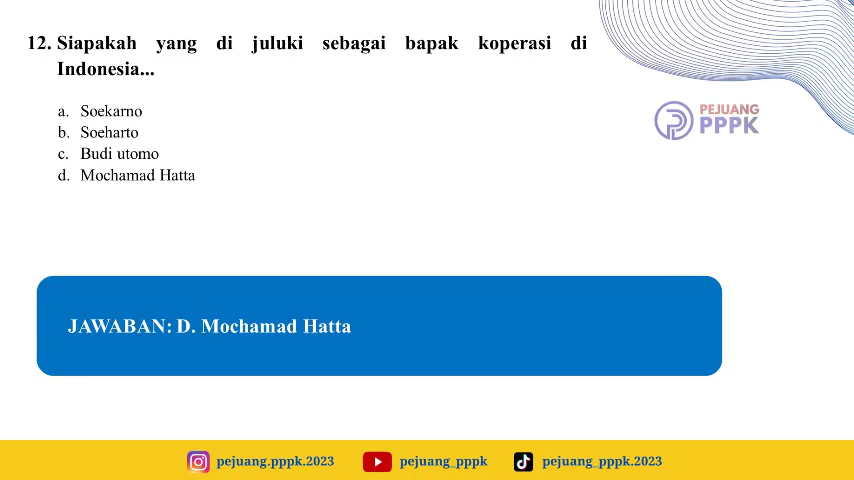 12. Siapakah yang di juluki sebagai bapak koperasi di
Indonesia...
a. Soekarno
b. Soeharto
c. Budi utomo
d. Mochamad Hatta
PEJUANG
PPPK
JAWABAN: D. Mochamad Hatta
pejuang.pppk.2023 pejuang_pppk pejuang_pppk.2023